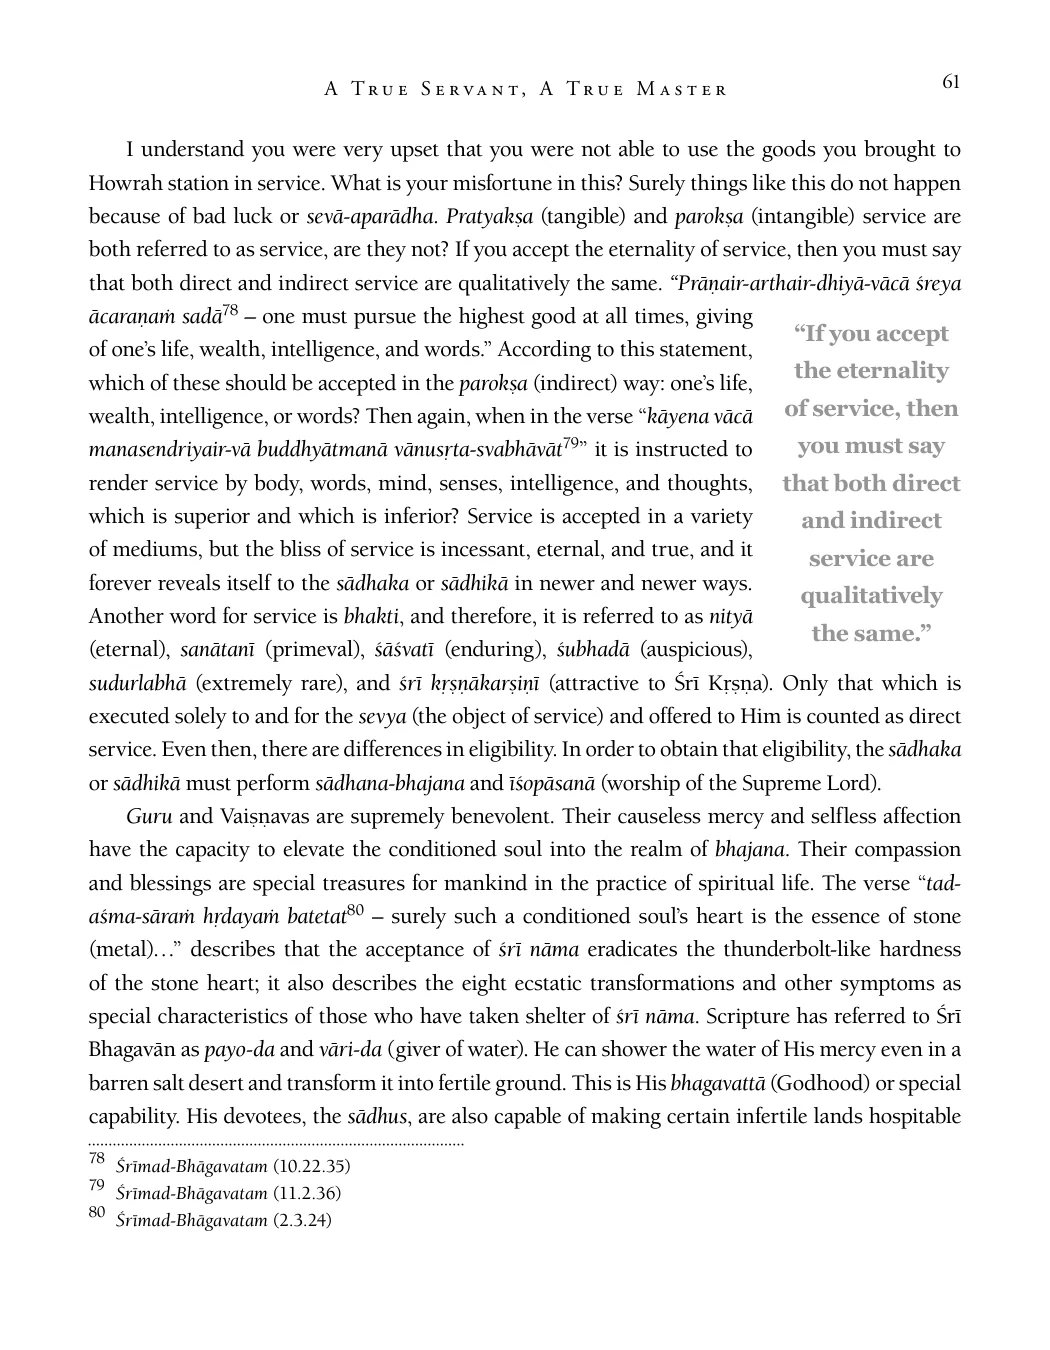 A True Servant, A True Master
61
I understand you were very upset that you were not able to use the goods you brought to
Howrah station in service. What is your misfortune in this? Surely things like this do not happen
because of bad luck or sevā-aparādha. Pratyakṣa (tangible) and parokṣa (intangible) service are
both referred to as service, are they not? If you accept the eternality of service, then you must say
that both direct and indirect service are qualitatively the same. “Prāṇair-arthair-dhiyā-vācā śreya
ācaraṇaṁ sadā78 – one must pursue the highest good at all times, giving
of one’s life, wealth, intelligence, and words.” According to this statement,
which of these should be accepted in the parokṣa (indirect) way: one’s life,
wealth, intelligence, or words? Then again, when in the verse “kāyena vācā
manasendriyair-vā buddhyātmanā vānusṛta-svabhāvāt79” it is instructed to
render service by body, words, mind, senses, intelligence, and thoughts,
which is superior and which is inferior? Service is accepted in a variety
of mediums, but the bliss of service is incessant, eternal, and true, and it
forever reveals itself to the sādhaka or sādhikā in newer and newer ways.
Another word for service is bhakti, and therefore, it is referred to as nityā
(eternal), sanātanī (primeval), śāśvatī (enduring), śubhadā (auspicious),
“If you accept
the eternality
of service, then
you must say
that both direct
and indirect
service are
qualitatively
the same.”
sudurlabhā (extremely rare), and śrī kṛṣṇākarṣiṇī (attractive to Śrī Kṛṣṇa). Only that which is
executed solely to and for the sevya (the object of service) and offered to Him is counted as direct
service. Even then, there are differences in eligibility. In order to obtain that eligibility, the sādhaka
or sādhikā must perform sādhana-bhajana and īśopāsanā (worship of the Supreme Lord).
Guru and Vaiṣṇavas are supremely benevolent. Their causeless mercy and selfless affection
have the capacity to elevate the conditioned soul into the realm of bhajana. Their compassion
and blessings are special treasures for mankind in the practice of spiritual life. The verse “tad-
aśma-sāraṁ hṛdayaṁ batetat80 – surely such a conditioned soul’s heart is the essence of stone
(metal)…” describes that the acceptance of śrī nāma eradicates the thunderbolt-like hardness
of the stone heart; it also describes the eight ecstatic transformations and other symptoms as
special characteristics of those who have taken shelter of śrī nāma. Scripture has referred to Śrī
Bhagavān as payo-da and vāri-da (giver of water). He can shower the water of His mercy even in a
barren salt desert and transform it into fertile ground. This is His bhagavattā (Godhood) or special
capability. His devotees, the sādhus, are also capable of making certain infertile lands hospitable
78 Śrīmad-Bhāgavatam (10.22.35)
79 Śrīmad-Bhāgavatam (11.2.36)
80 Śrīmad-Bhāgavatam (2.3.24)